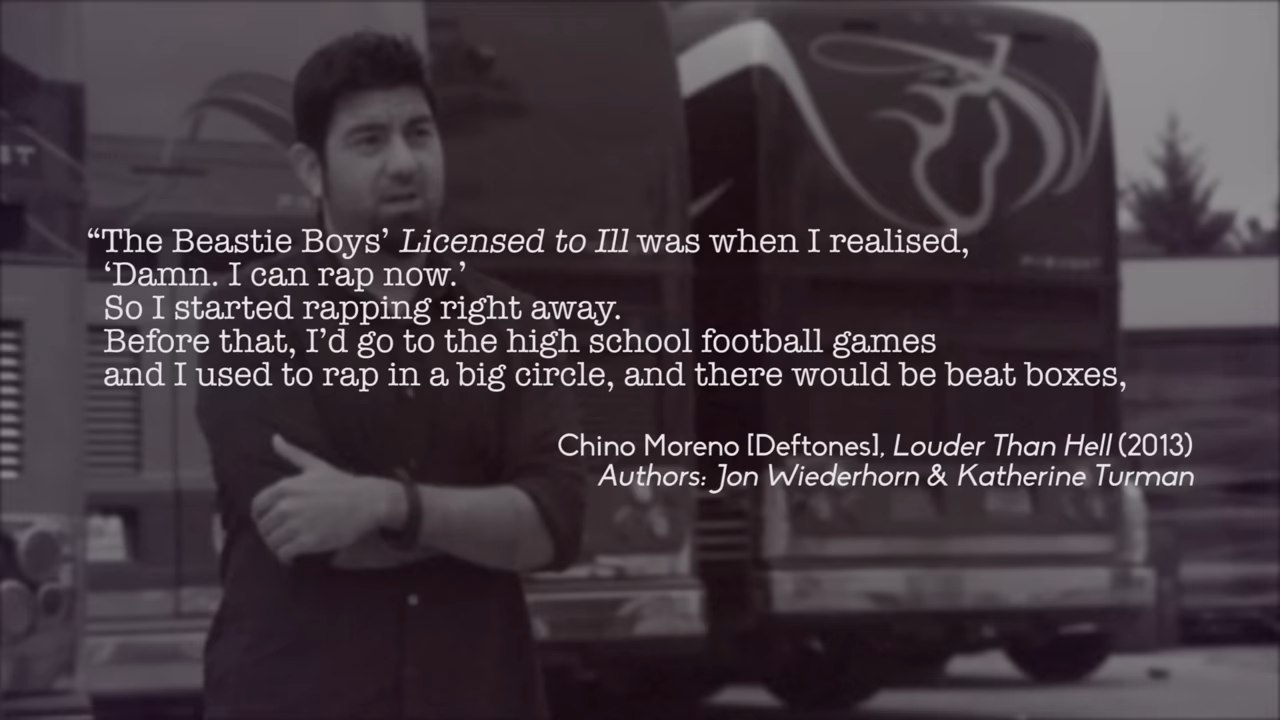 “The Beastie Boys’ Licensed to Ill was when I realised,
‘Damn. I can rap now.’
So I started rapping right away.
Before that, I’d go to the high school football games
and I used to rap in a big circle, and there would be beat boxes,
Chino Moreno [Deftones], Louder Than Hell (2013)
Authors: Jon Wiederhorn & Katherine Turman